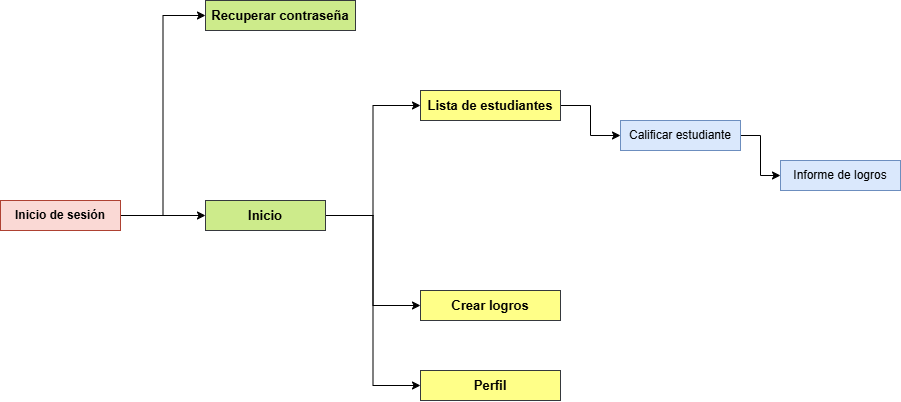 Recuperar contraseña
Lista de estudiantes
Calificar estudiante
Informe de logros
Inicio de sesión
Inicio
Crear logros
Perfil